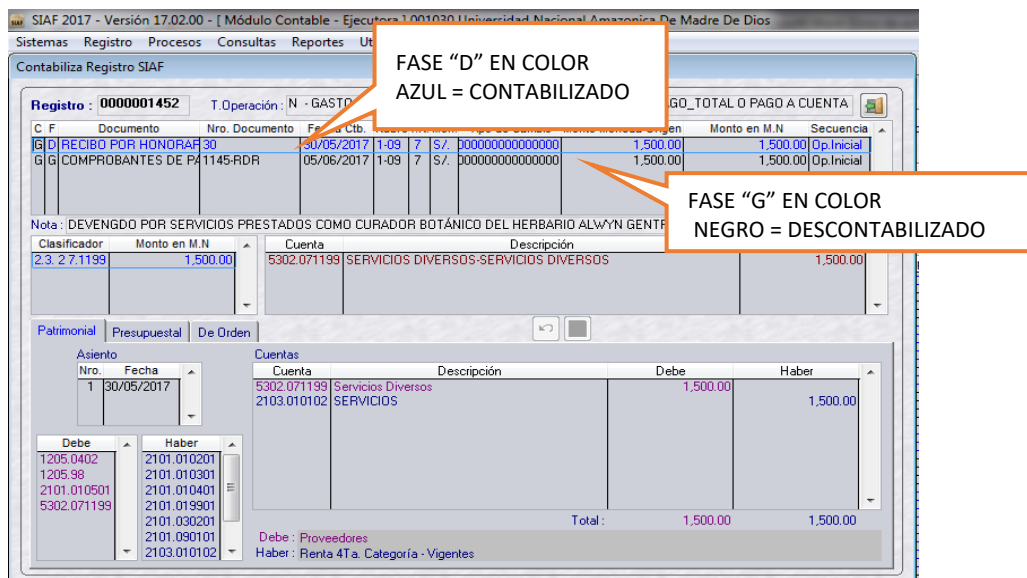 SIAF 2017 - Versión 17.02.00 - [ Módulo Contable - Ejecutora ] 001030 Universidad Nacional Amazonica De Madre De Dios
Sistemas Registro Procesos Consultas Reportes Ut
Contabiliza Registro SIAF
FASE “D” EN COLOR
AZUL = CONTABILIZADO
Registro : 0000001452 T.Operación : N - GASTO AGO_TOTAL O PAGO A CUENTA
C F Documento Nro. Documento Fecha Ctb. Monto en M.N Secuencia
G D RECIBO POR HONORAR 30 30/05/2017 1-09 7 S/. 000000000000000 1,500.00 1,500.00 Op.Inicial
G G COMPROBANTES DE PA 1145-RDR 05/06/2017 1-09 7 S/. 000000000000000 1,500.00 1,500.00 Op.Inicial
FASE “G” EN COLOR
NEGRO = DESCONTABILIZADO
Nota : DEVENGDO POR SERVICIOS PRESTADOS COMO CURADOR BOTÁNICO DEL HERBARIO ALWYN GENTR
Clasificador Monto en M.N Cuenta Descripción
2.3. 2 7.1199 1,500.00 5302.071199 SERVICIOS DIVERSOS-SERVICIOS DIVERSOS 1,500.00
Patrimonial Presupuestal De Orden
Asiento Cuentas
Nro. Fecha Cuenta Descripción Debe Haber
1 30/05/2017 5302.071199 Servicios Diversos 1,500.00
2103.010102 SERVICIOS 1,500.00
Debe Haber
1205.0402 2101.010201
1205.98 2101.010301
2101.010501 2101.010401
5302.071199 2101.019901
2101.030201 Total : 1,500.00 1,500.00
2101.090101 Debe : Proveedores
2103.010102 Haber : Renta 4Ta. Categoría - Vigentes